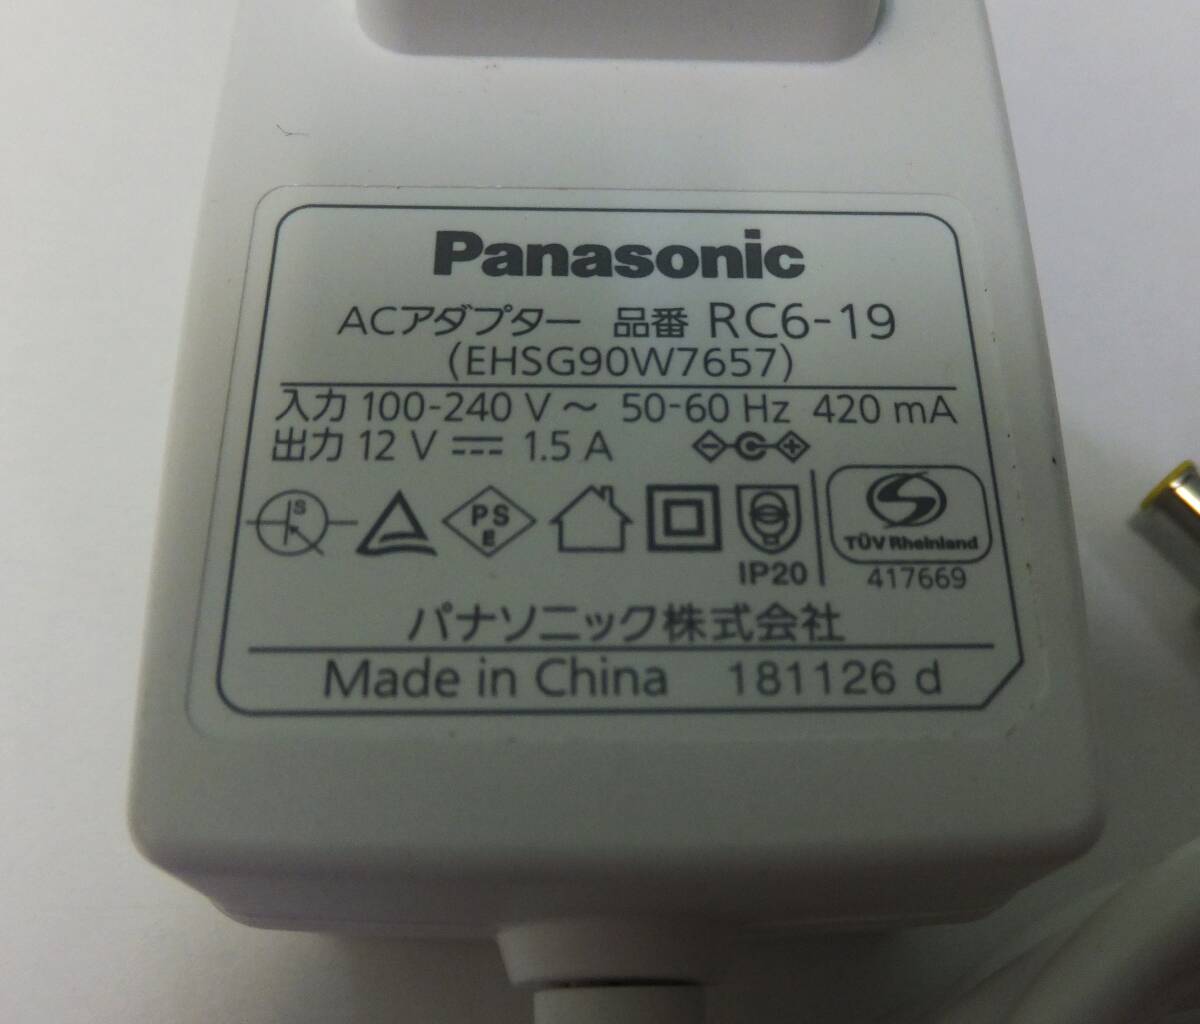 Panasonic
ACアダプター 品番 RC6-19
(EHSG90W7657)
入力 100-240 V ～ 50-60 Hz 420 mA
出力 12 V ⎓ 1.5 A
S PS E IP20 TÜV Rheinland
417669
パナソニック株式会社
Made in China 181126 d